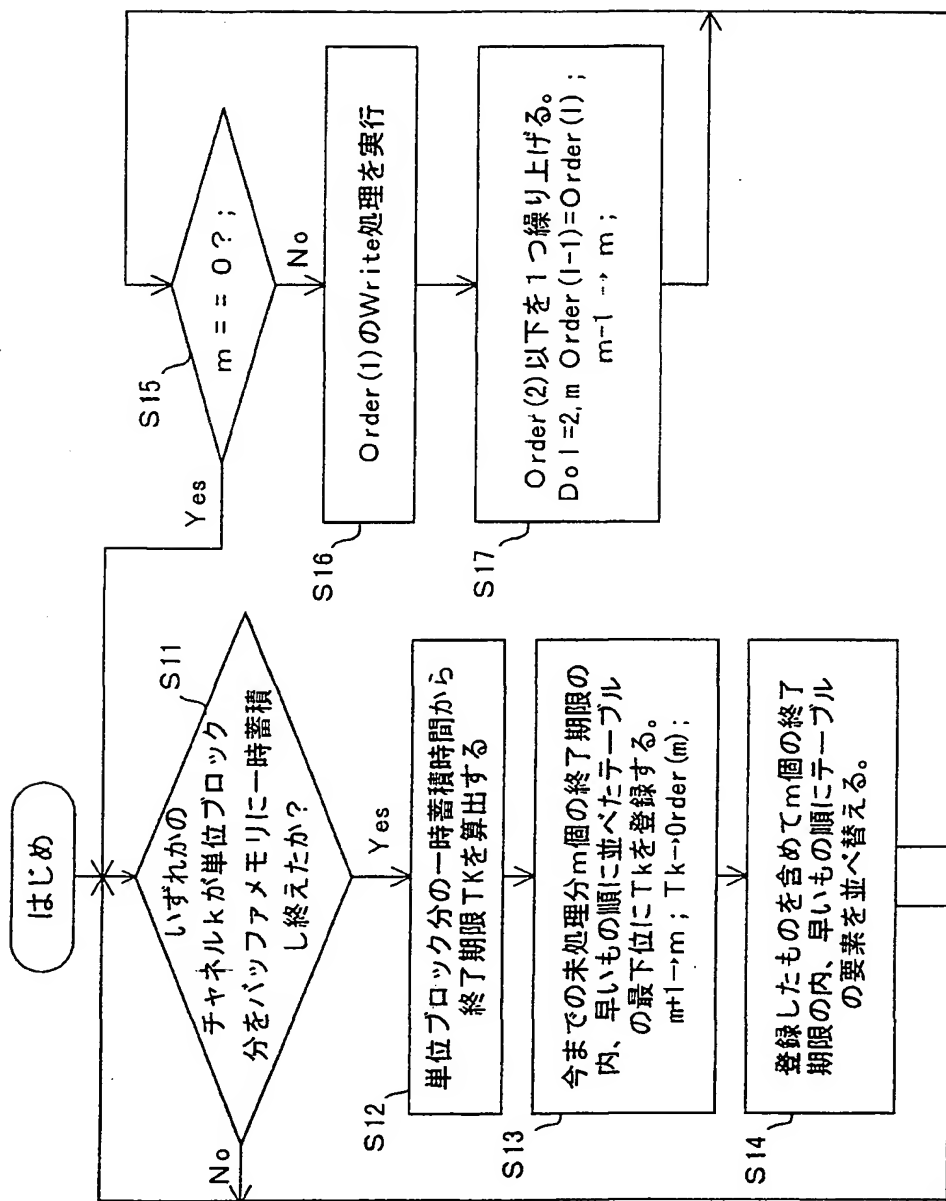 はじめ
S11
いずれかの
チャネルkが単位ブロック
分をバッファメモリに一時蓄積
し終えたか?
No
Yes
S12
単位ブロック分の一時蓄積時間から
終了期限TKを算出する
S13
今までの未処理分m個の終了期限の
内、早いもの順に並べたテーブル
の最下位にTkを登録する。
m+1→m;Tk→Order(m);
S14
登録したものを含めてm個の終了
期限の内、早いもの順にテーブル
の要素を並べ替える。
S15
m==0?;
Yes
No
S16
Order(1)のWrite処理を実行
S17
Order(2)以下を1つ繰り上げる。
Do l=2,m Order(l-1)=Order(l);
m-1→m;